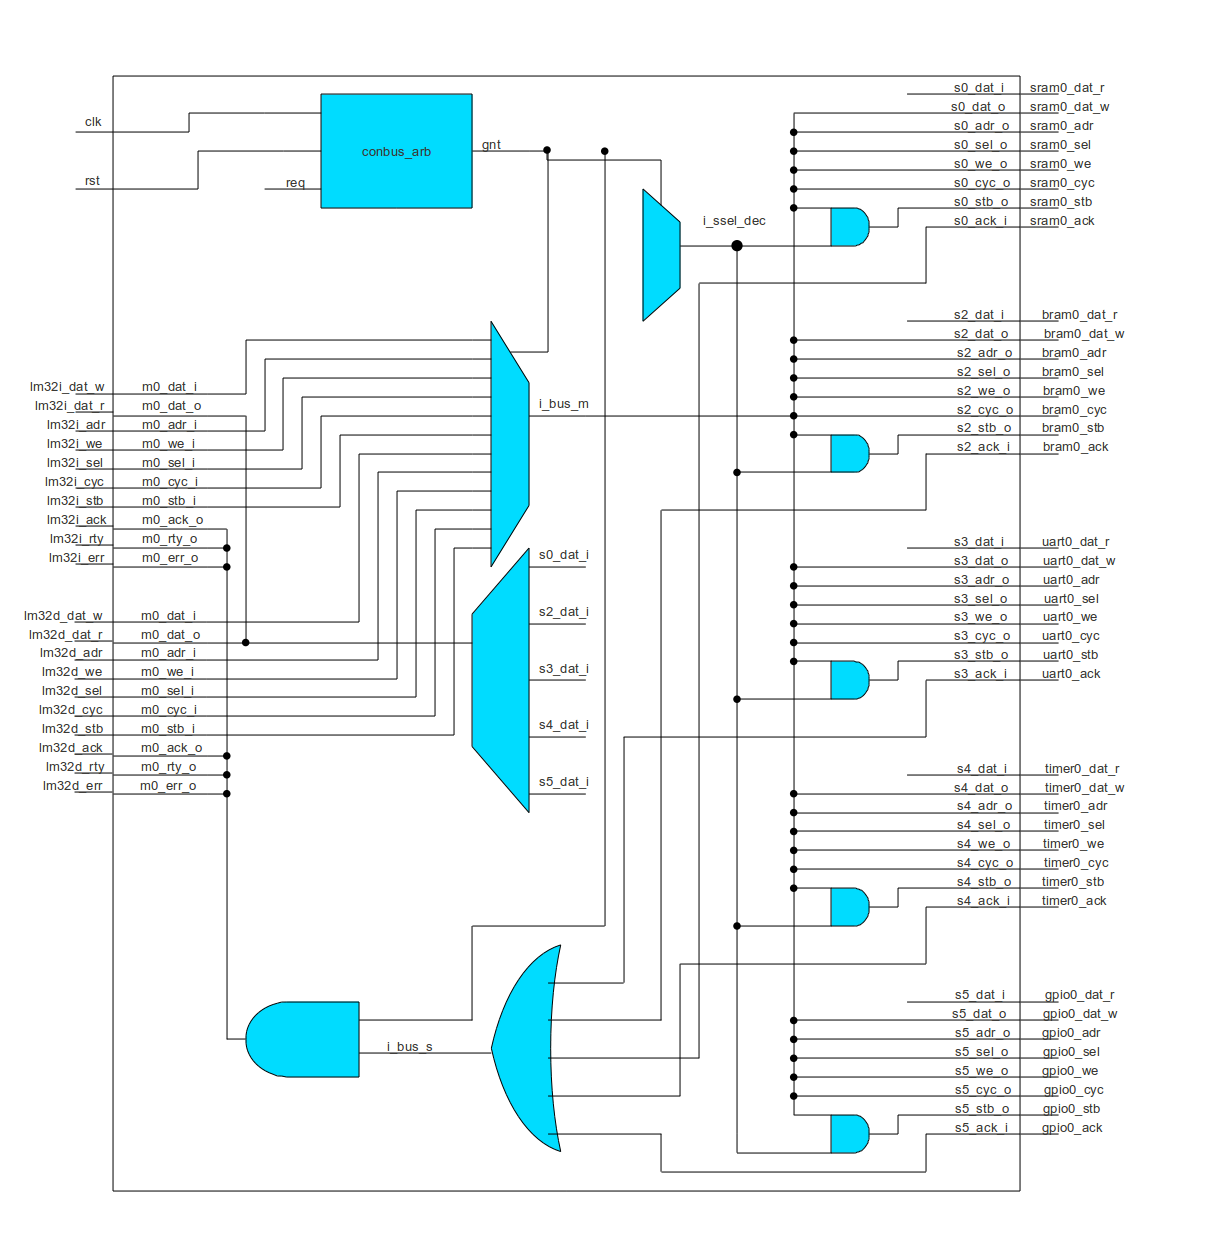 clk
rst
req
conbus_arb
gnt
i_ssel_dec
lm32i_dat_w m0_dat_i
lm32i_dat_r m0_dat_o
lm32i_adr m0_adr_i
lm32i_we m0_we_i
lm32i_sel m0_sel_i
lm32i_cyc m0_cyc_i
lm32i_stb m0_stb_i
lm32i_ack m0_ack_o
lm32i_rty m0_rty_o
lm32i_err m0_err_o
lm32d_dat_w m0_dat_i
lm32d_dat_r m0_dat_o
lm32d_adr m0_adr_i
lm32d_we m0_we_i
lm32d_sel m0_sel_i
lm32d_cyc m0_cyc_i
lm32d_stb m0_stb_i
lm32d_ack m0_ack_o
lm32d_rty m0_rty_o
lm32d_err m0_err_o
i_bus_m
s0_dat_i
s2_dat_i
s3_dat_i
s4_dat_i
s5_dat_i
i_bus_s
s0_dat_i sram0_dat_r
s0_dat_o sram0_dat_w
s0_adr_o sram0_adr
s0_sel_o sram0_sel
s0_we_o sram0_we
s0_cyc_o sram0_cyc
s0_stb_o sram0_stb
s0_ack_i sram0_ack
s2_dat_i bram0_dat_r
s2_dat_o bram0_dat_w
s2_adr_o bram0_adr
s2_sel_o bram0_sel
s2_we_o bram0_we
s2_cyc_o bram0_cyc
s2_stb_o bram0_stb
s2_ack_i bram0_ack
s3_dat_i uart0_dat_r
s3_dat_o uart0_dat_w
s3_adr_o uart0_adr
s3_sel_o uart0_sel
s3_we_o uart0_we
s3_cyc_o uart0_cyc
s3_stb_o uart0_stb
s3_ack_i uart0_ack
s4_dat_i timer0_dat_r
s4_dat_o timer0_dat_w
s4_adr_o timer0_adr
s4_sel_o timer0_sel
s4_we_o timer0_we
s4_cyc_o timer0_cyc
s4_stb_o timer0_stb
s4_ack_i timer0_ack
s5_dat_i gpio0_dat_r
s5_dat_o gpio0_dat_w
s5_adr_o gpio0_adr
s5_sel_o gpio0_sel
s5_we_o gpio0_we
s5_cyc_o gpio0_cyc
s5_stb_o gpio0_stb
s5_ack_i gpio0_ack